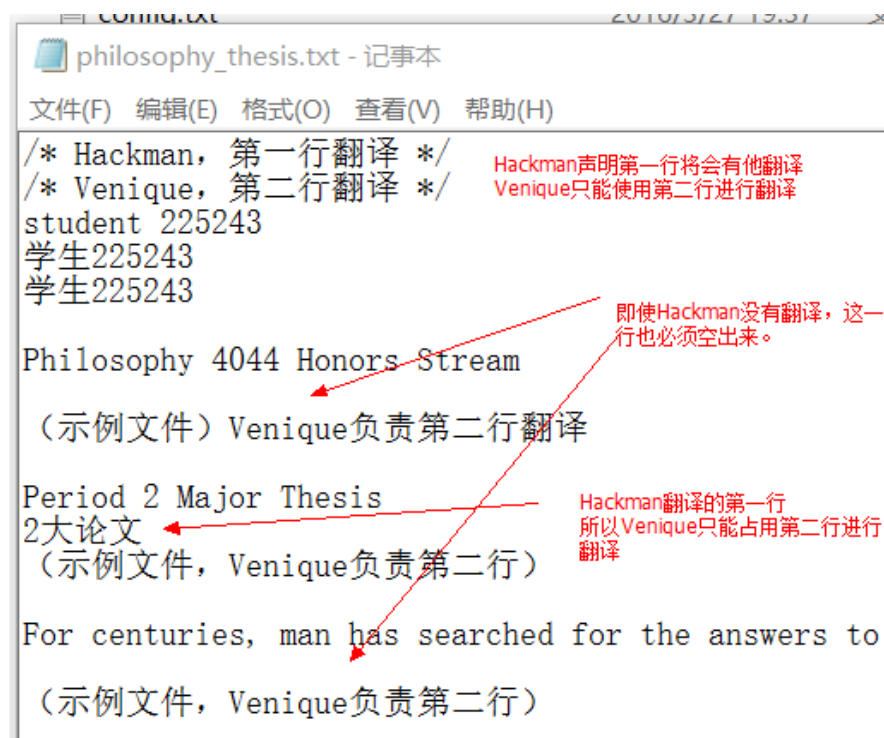 config.txt
2016/3/27 19:37
philosophy_thesis.txt - 记事本
文件(F) 编辑(E) 格式(O) 查看(V) 帮助(H)
/* Hackman，第一行翻译 */
/* Venique，第二行翻译 */
Hackman声明第一行将会有他翻译
Venique只能使用第二行进行翻译
student 225243
学生225243
学生225243
即使Hackman没有翻译，这一
行也必须空出来。
Philosophy 4044 Honors Stream
（示例文件）Venique负责第二行翻译
Period 2 Major Thesis
2大论文
（示例文件，Venique负责第二行）
Hackman翻译的第一行
所以Venique只能占用第二行进行
翻译
For centuries, man has searched for the answers to
（示例文件，Venique负责第二行）